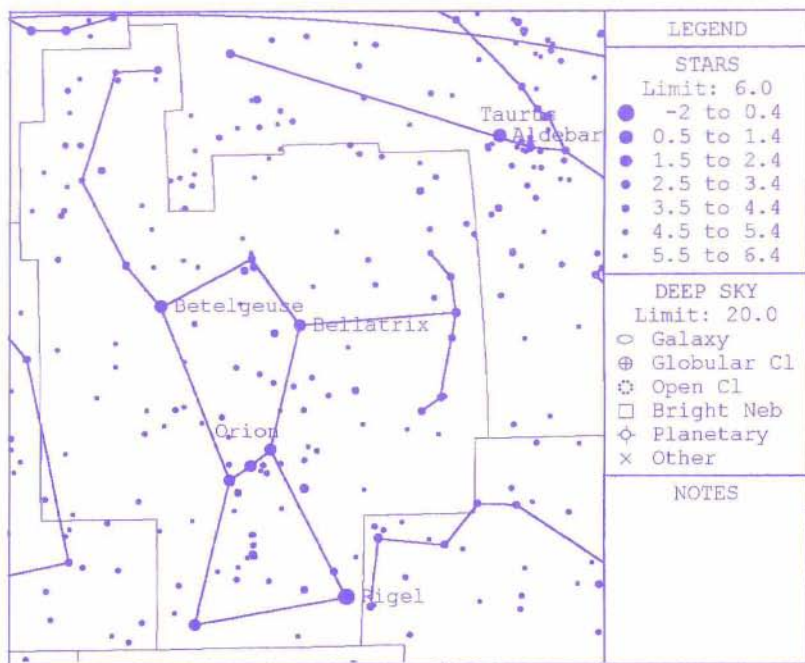 Taurus
Aldebar
Betelgeuse
Bellatrix
Orion
Rigel
LEGEND
STARS
Limit: 6.0
-2 to 0.4
0.5 to 1.4
1.5 to 2.4
2.5 to 3.4
3.5 to 4.4
4.5 to 5.4
5.5 to 6.4
DEEP SKY
Limit: 20.0
Galaxy
Globular Cl
Open Cl
Bright Neb
Planetary
Other
NOTES